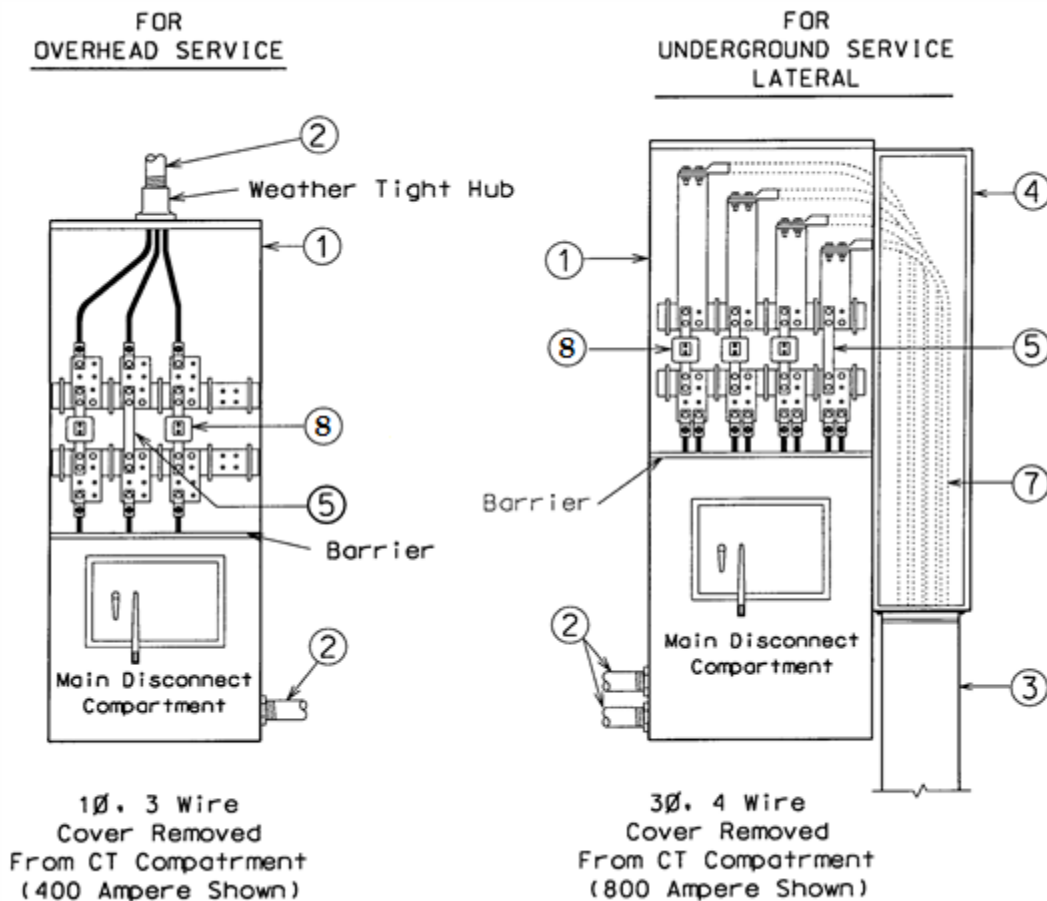 FOR
OVERHEAD SERVICE
2
Weather Tight Hub
1
8
5
Barrier
Main Disconnect
Compartment
2
1Ø. 3 Wire
Cover Removed
From CT Compatrment
(400 Ampere Shown)
FOR
UNDERGROUND SERVICE
LATERAL
4
1
8
5
Barrier
7
2
Main Disconnect
Compartment
3
3Ø. 4 Wire
Cover Removed
From CT Compatrment
(800 Ampere Shown)